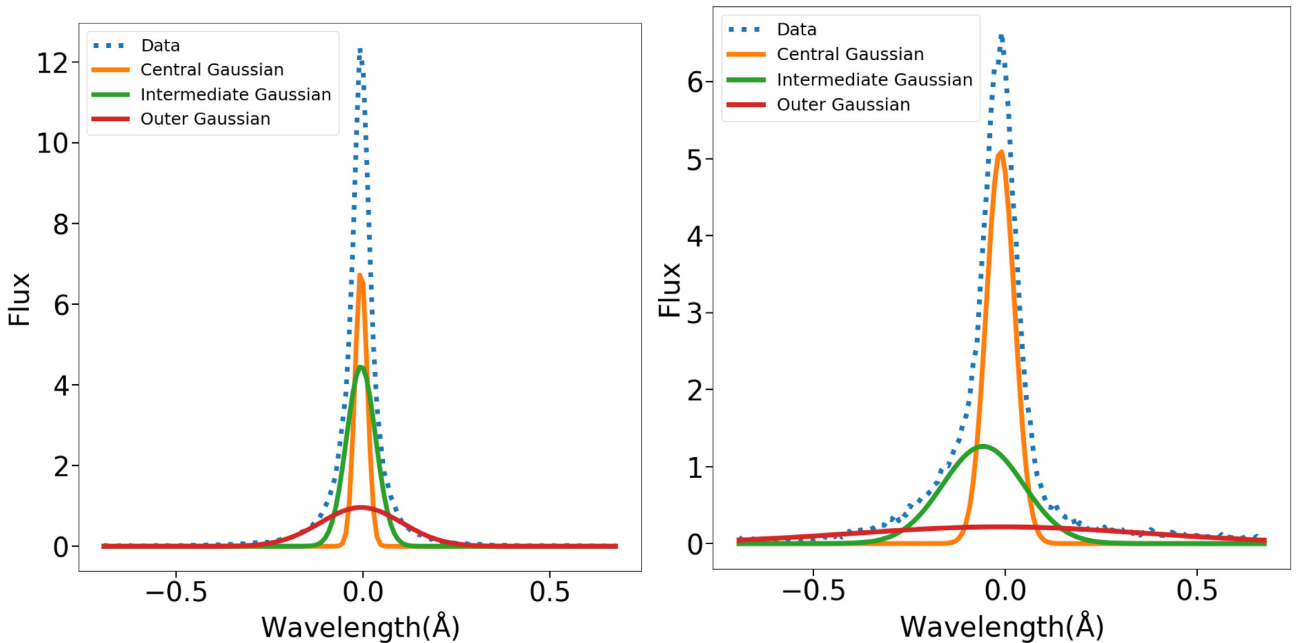 Data
Central Gaussian
Intermediate Gaussian
Outer Gaussian
12
10
8
6
4
2
0
Flux
−0.5 0.0 0.5
Wavelength(Å)
Data
Central Gaussian
Intermediate Gaussian
Outer Gaussian
6
5
4
3
2
1
0
Flux
−0.5 0.0 0.5
Wavelength(Å)